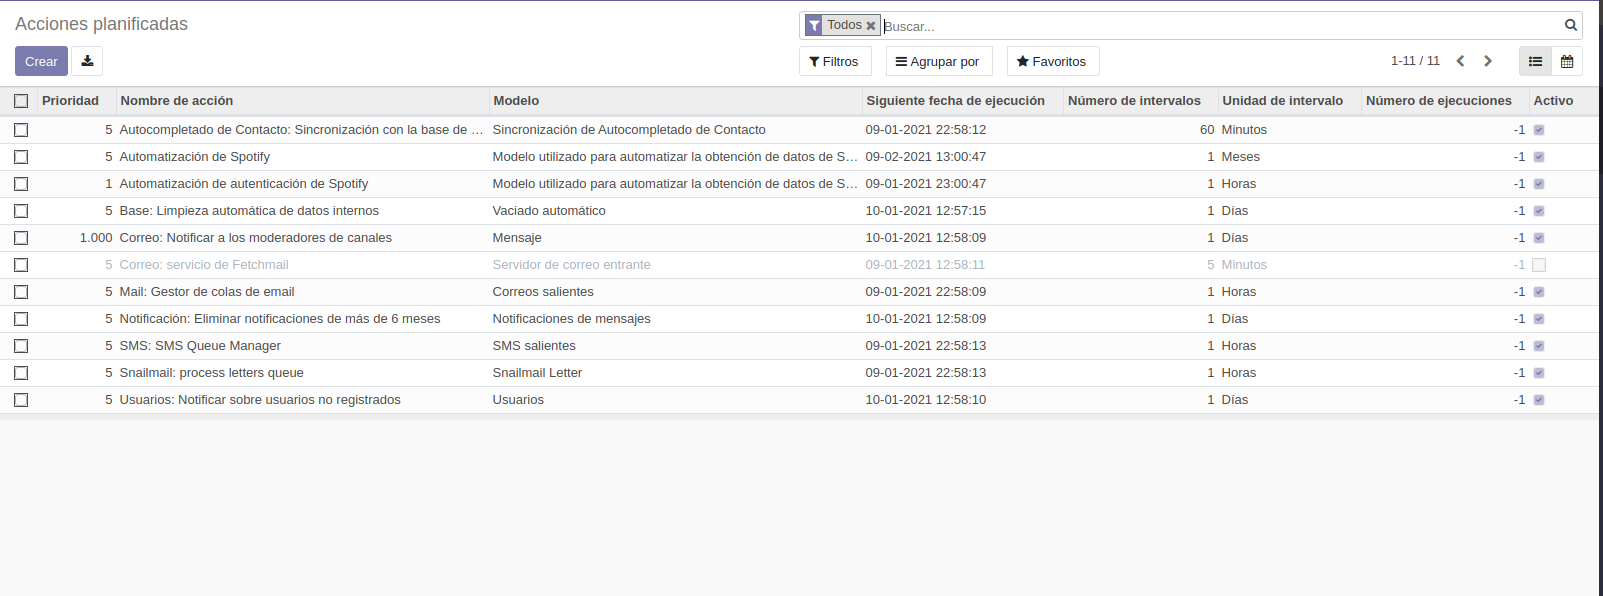 Acciones planificadas
Todos Buscar...
Crear Filtros Agrupar por Favoritos 1-11 / 11
Prioridad Nombre de acción Modelo Siguiente fecha de ejecución Número de intervalos Unidad de intervalo Número de ejecuciones Activo
5 Autocompletado de Contacto: Sincronización con la base de ... Sincronización de Autocompletado de Contacto 09-01-2021 22:58:12 60 Minutos -1
5 Automatización de Spotify Modelo utilizado para automatizar la obtención de datos de S... 09-02-2021 13:00:47 1 Meses -1
1 Automatización de autenticación de Spotify Modelo utilizado para automatizar la obtención de datos de S... 09-01-2021 23:00:47 1 Horas -1
5 Base: Limpieza automática de datos internos Vaciado automático 10-01-2021 12:57:15 1 Días -1
1.000 Correo: Notificar a los moderadores de canales Mensaje 10-01-2021 12:58:09 1 Días -1
5 Correo: servicio de Fetchmail Servidor de correo entrante 09-01-2021 12:58:11 5 Minutos -1
5 Mail: Gestor de colas de email Correos salientes 09-01-2021 22:58:09 1 Horas -1
5 Notificación: Eliminar notificaciones de más de 6 meses Notificaciones de mensajes 10-01-2021 12:58:09 1 Días -1
5 SMS: SMS Queue Manager SMS salientes 09-01-2021 22:58:13 1 Horas -1
5 Snailmail: process letters queue Snailmail Letter 09-01-2021 22:58:13 1 Horas -1
5 Usuarios: Notificar sobre usuarios no registrados Usuarios 10-01-2021 12:58:10 1 Días -1